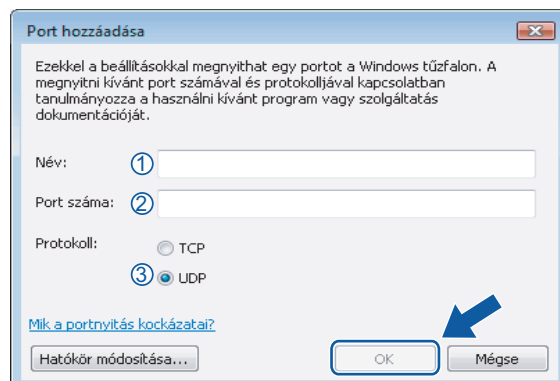 Port hozzáadása
Ezekkel a beállításokkal megnyithat egy portot a Windows tűzfalon. A
megnyitni kívánt port számával és protokolljával kapcsolatban
tanulmányozza a használni kívánt program vagy szolgáltatás
dokumentációját.
Név: ①
Port száma: ②
Protokoll: TCP
③ UDP
Mik a portnyitás kockázatai?
Hatókör módosítása... OK Mégse